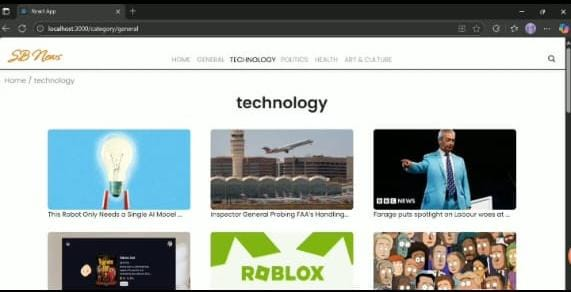 React App
localhost:3000/category/general
SB News
HOME GENERAL TECHNOLOGY POLITICS HEALTH ART & CULTURE
Home / technology
technology
BBC NEWS
This Robot Only Needs a Single AI Model ...
Inspector General Probing FAA's Handling...
Farage puts spotlight on Labour woes at ...
ROBLOX